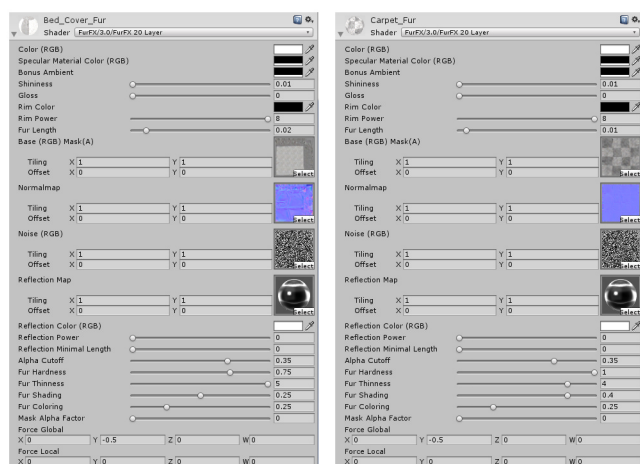 Bed_Cover_Fur
Shader FurFX/3.0/FurFX 20 Layer
Color (RGB)
Specular Material Color (RGB)
Bonus Ambient
Shininess 0.01
Gloss 0
Rim Color
Rim Power 8
Fur Length 0.02
Base (RGB) Mask(A)
Tiling X 1 Y 1
Offset X 0 Y 0
Select
Normalmap
Tiling X 1 Y 1
Offset X 0 Y 0
Select
Noise (RGB)
Tiling X 1 Y 1
Offset X 0 Y 0
Select
Reflection Map
Tiling X 1 Y 1
Offset X 0 Y 0
Select
Reflection Color (RGB)
Reflection Power 0
Reflection Minimal Length 0
Alpha Cutoff 0.35
Fur Hardness 0.75
Fur Thinness 5
Fur Shading 0.25
Fur Coloring 0.25
Mask Alpha Factor 0
Force Global
X 0 Y -0.5 Z 0 W 0
Force Local
X 0 Y 0 Z 0 W 0
Carpet_Fur
Shader FurFX/3.0/FurFX 20 Layer
Color (RGB)
Specular Material Color (RGB)
Bonus Ambient
Shininess 0.01
Gloss 0
Rim Color
Rim Power 8
Fur Length 0.01
Base (RGB) Mask(A)
Tiling X 1 Y 1
Offset X 0 Y 0
Select
Normalmap
Tiling X 1 Y 1
Offset X 0 Y 0
Select
Noise (RGB)
Tiling X 1 Y 1
Offset X 0 Y 0
Select
Reflection Map
Tiling X 1 Y 1
Offset X 0 Y 0
Select
Reflection Color (RGB)
Reflection Power 0
Reflection Minimal Length 0
Alpha Cutoff 0.35
Fur Hardness 1
Fur Thinness 4
Fur Shading 0.4
Fur Coloring 0.25
Mask Alpha Factor 0
Force Global
X 0 Y -0.5 Z 0 W 0
Force Local
X 0 Y 0 Z 0 W 0